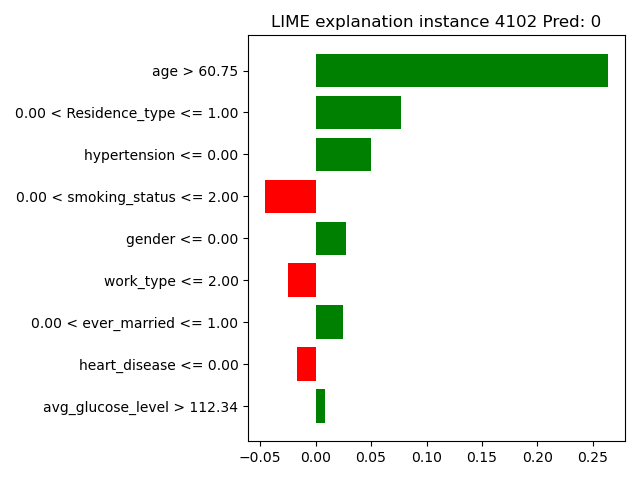 LIME explanation instance 4102 Pred: 0
age > 60.75
0.00 < Residence_type <= 1.00
hypertension <= 0.00
0.00 < smoking_status <= 2.00
gender <= 0.00
work_type <= 2.00
0.00 < ever_married <= 1.00
heart_disease <= 0.00
avg_glucose_level > 112.34
−0.05 0.00 0.05 0.10 0.15 0.20 0.25